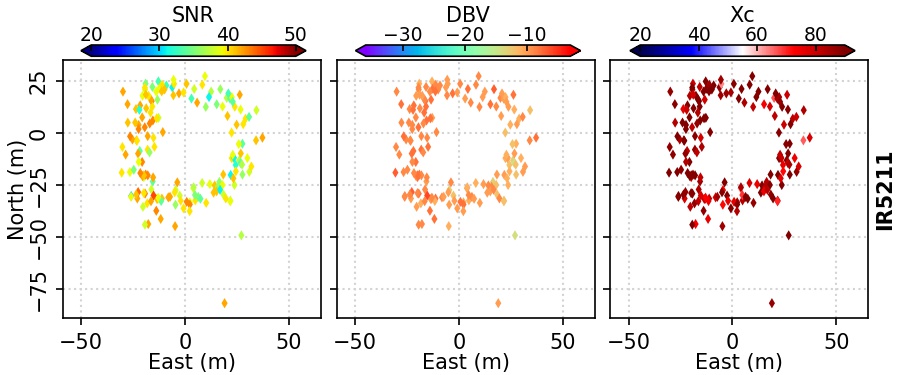 SNR
DBV
Xc
20 30 40 50
−30 −20 −10
20 40 60 80
25
0
−25
−50
−75
North (m)
−50 0 50
−50 0 50
−50 0 50
East (m)
East (m)
East (m)
IR5211